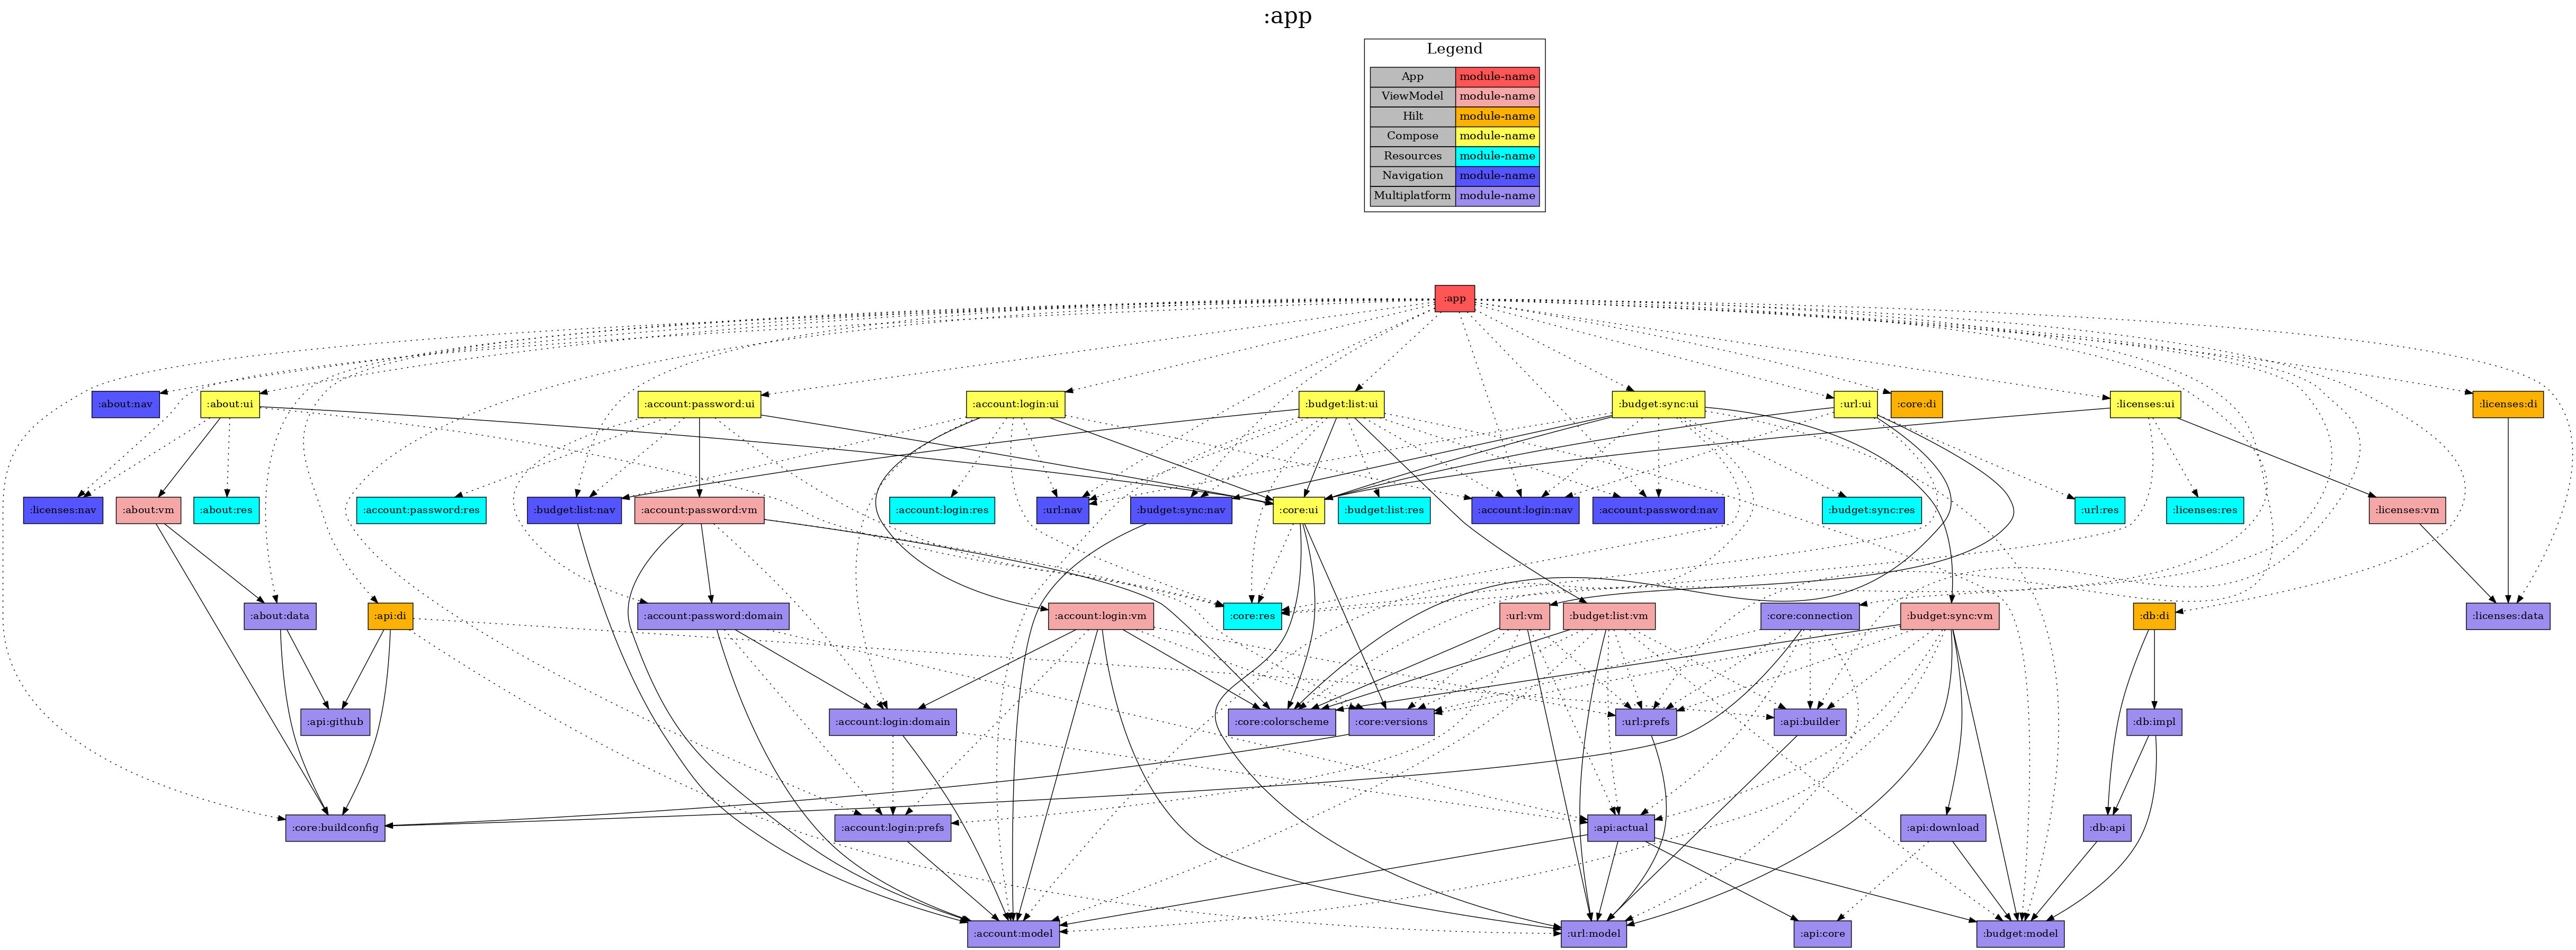 :app
Legend
App module-name
ViewModel module-name
Hilt module-name
Compose module-name
Resources module-name
Navigation module-name
Multiplatform module-name
:app
:about:nav :about:ui :account:password:ui :account:login:ui :budget:list:ui :budget:sync:ui :url:ui :core:di :licenses:ui :licenses:di
:licenses:nav :about:vm :about:res :account:password:res :budget:list:nav :account:password:vm :account:login:res :url:nav :budget:sync:nav :core:ui :budget:list:res :account:login:nav :account:password:nav :budget:sync:res :url:res :licenses:res :licenses:vm
:about:data :api:di :account:password:domain :account:login:vm :core:res :url:vm :budget:list:vm :core:connection :budget:sync:vm :db:di :licenses:data
:api:github :account:login:domain :core:colorscheme :core:versions :url:prefs :api:builder :db:impl
:core:buildconfig :account:login:prefs :api:actual :api:download :db:api
:account:model :url:model :api:core :budget:model